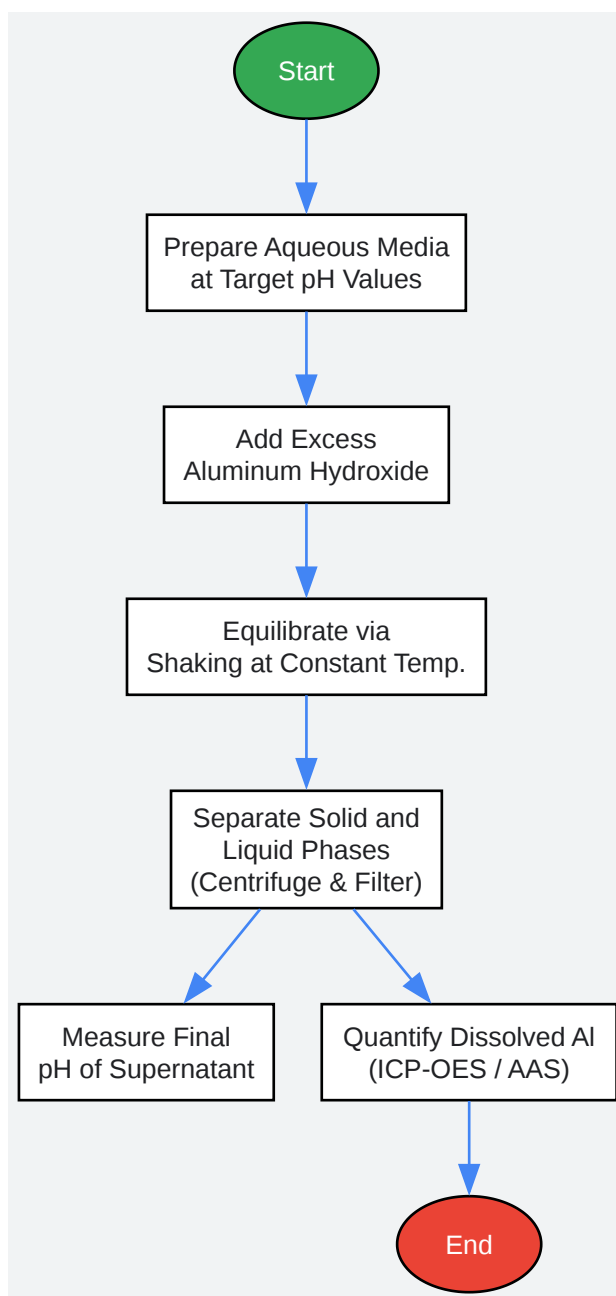 Start
Prepare Aqueous Media
at Target pH Values
Add Excess
Aluminum Hydroxide
Equilibrate via
Shaking at Constant Temp.
Separate Solid and
Liquid Phases
(Centrifuge & Filter)
Measure Final
pH of Supernatant
Quantify Dissolved Al
(ICP-OES / AAS)
End